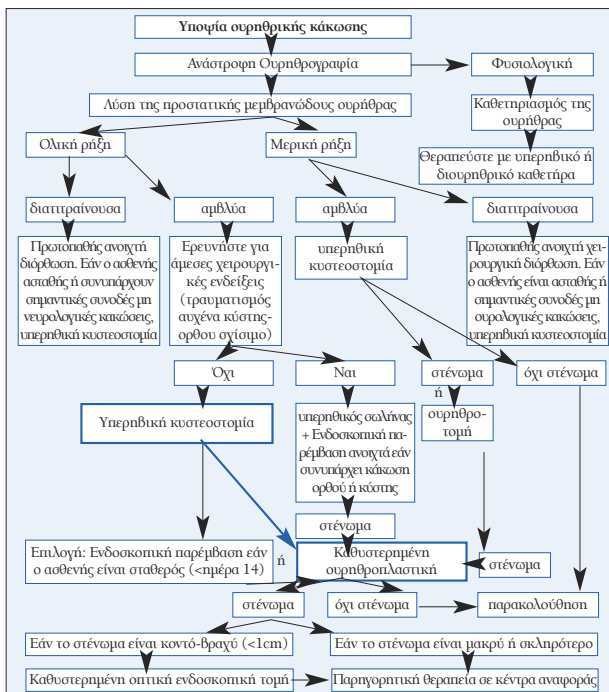 Υποψία ουρηθρικής κάκωσης
Ανάστροφη Ουρηθρογραφία
Φυσιολογική
Λύση της προστατικής μεμβρανώδους ουρήθρας
Καθετηριασμός της
ουρήθρας
Ολική ρήξη
Μερική ρήξη
Θεραπεύστε με υπερηβικό ή
διουρηθρικό καθετήρα
διατιτραίνουσα
αμβλύα
αμβλύα
διατιτραίνουσα
Πρωτοπαθής ανοιχτή
διόρθωση. Εάν ο ασθενής
ασταθής ή συνυπάρχουν
σημαντικές συνοδές μη
νευρολογικές κακώσεις,
υπερηθική κυστεοστομία
Ερευνήστε για
άμεσες χειρουργι-
κές ενδείξεις
(τραυματισμός
αυχένα κύστης-
ορθου σχίσιμο)
υπερηθική
κυστεοστομία
Πρωτοπαθής ανοιχτή χει-
ρουργική διόρθωση. Εάν
ο ασθενής είναι ασταθής ή
σημαντικές συνοδές μη
ουρολογικές κακώσεις,
υπερηβική κυστεοστομία
Όχι
Ναι
στένωμα
όχι στένωμα
ή
Υπερηβική κυστεοστομία
υπερηθικός σωλήνας
+ Ενδοσκοπική πα-
ρέμβαση ανοιχτά εάν
συνυπάρχει κάκωση
ορθού ή κύστης
ουρηθρο-
τομή
στένωμα
Επιλογή: Ενδοσκοπική παρέμβαση εάν
ο ασθενής είναι σταθερός (<ημέρα 14)
ή
Καθυστερημένη
ουρηθροπλαστική
στένωμα
στένωμα
όχι στένωμα
παρακολούθηση
Εάν το στένωμα είναι κοντό-βραχύ (<1cm)
Εάν το στένωμα είναι μακρύ ή σκληρότερο
Καθυστερημένη οπτική ενδοσκοπική τομή
Παρηγορητική θεραπεία σε κέντρα αναφοράς